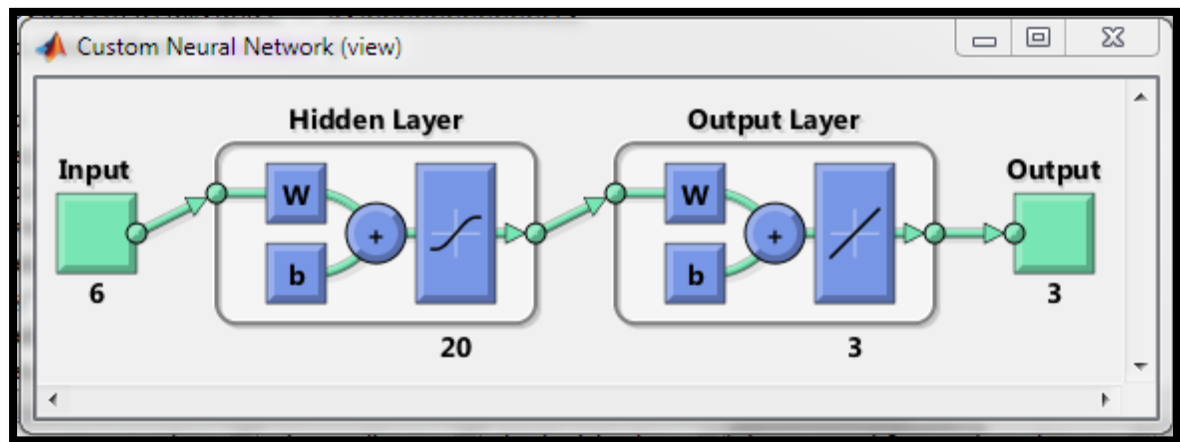 Custom Neural Network (view)
Hidden Layer
Output Layer
Input
Output
W
W
+
+
b
b
6
3
20
3